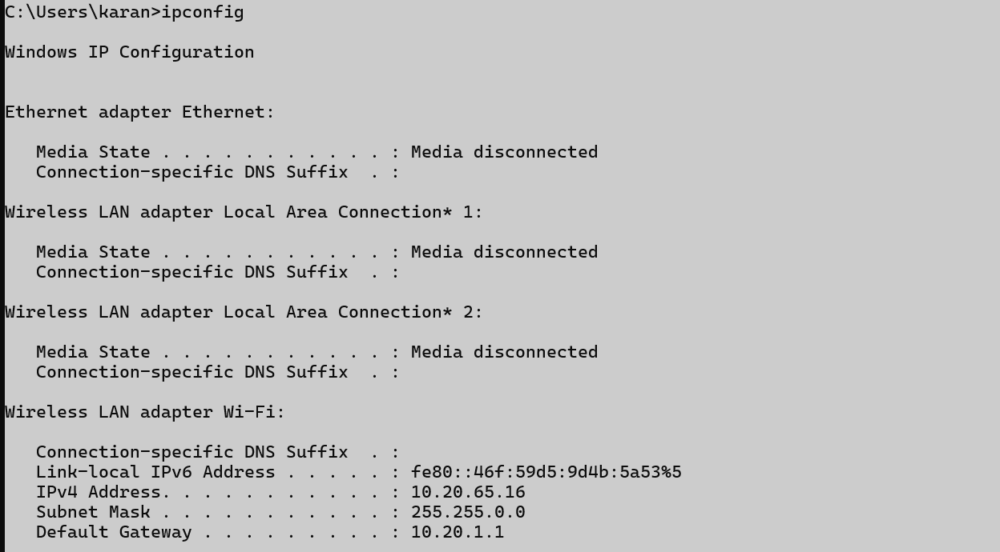 C:\Users\karan>ipconfig
Windows IP Configuration
Ethernet adapter Ethernet:
Media State . . . . . . . . . . . : Media disconnected
Connection-specific DNS Suffix  . :
Wireless LAN adapter Local Area Connection* 1:
Media State . . . . . . . . . . . : Media disconnected
Connection-specific DNS Suffix  . :
Wireless LAN adapter Local Area Connection* 2:
Media State . . . . . . . . . . . : Media disconnected
Connection-specific DNS Suffix  . :
Wireless LAN adapter Wi-Fi:
Connection-specific DNS Suffix  . :
Link-local IPv6 Address . . . . . : fe80::46f:59d5:9d4b:5a53%5
IPv4 Address. . . . . . . . . . . : 10.20.65.16
Subnet Mask . . . . . . . . . . . : 255.255.0.0
Default Gateway . . . . . . . . . : 10.20.1.1